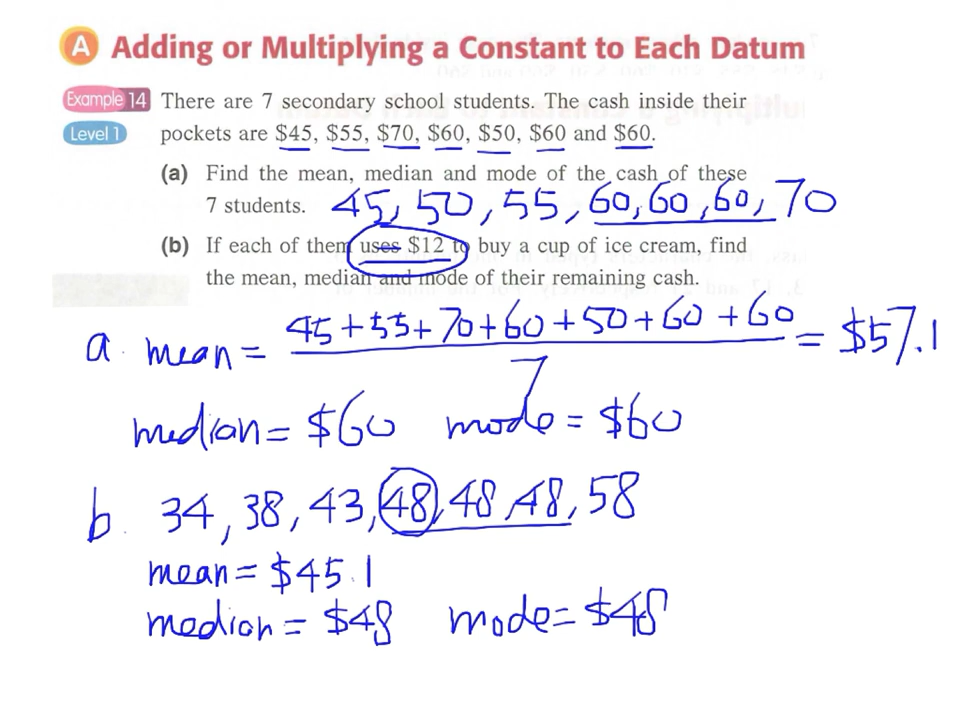 A Adding or Multiplying a Constant to Each Datum
Example 14 There are 7 secondary school students. The cash inside their
Level 1 pockets are $45, $55, $70, $60, $50, $60 and $60.
(a) Find the mean, median and mode of the cash of these
7 students. 45, 50, 55, 60, 60, 60, 70
(b) If each of them uses $12 to buy a cup of ice cream, find
the mean, median and mode of their remaining cash.
a. mean = 45+55+70+60+50+60+60 = $57.1
7
median = $60 mode = $60
b. 34, 38, 43, 48, 48, 48, 58
mean = $45.1
median = $48 mode = $48